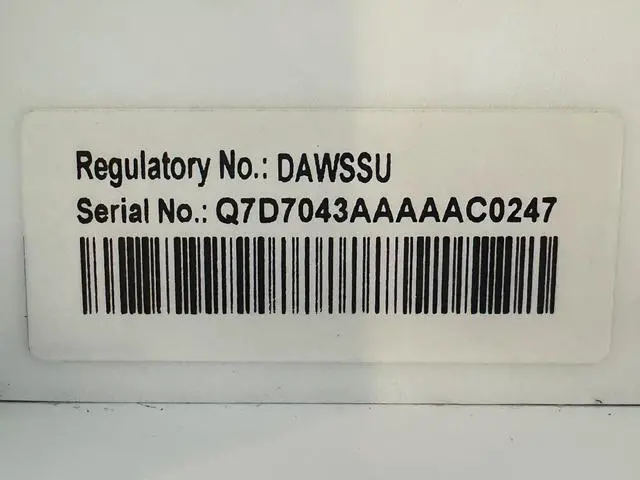 Regulatory No.: DAWSSU
Serial No.: Q7D7043AAAAAC0247